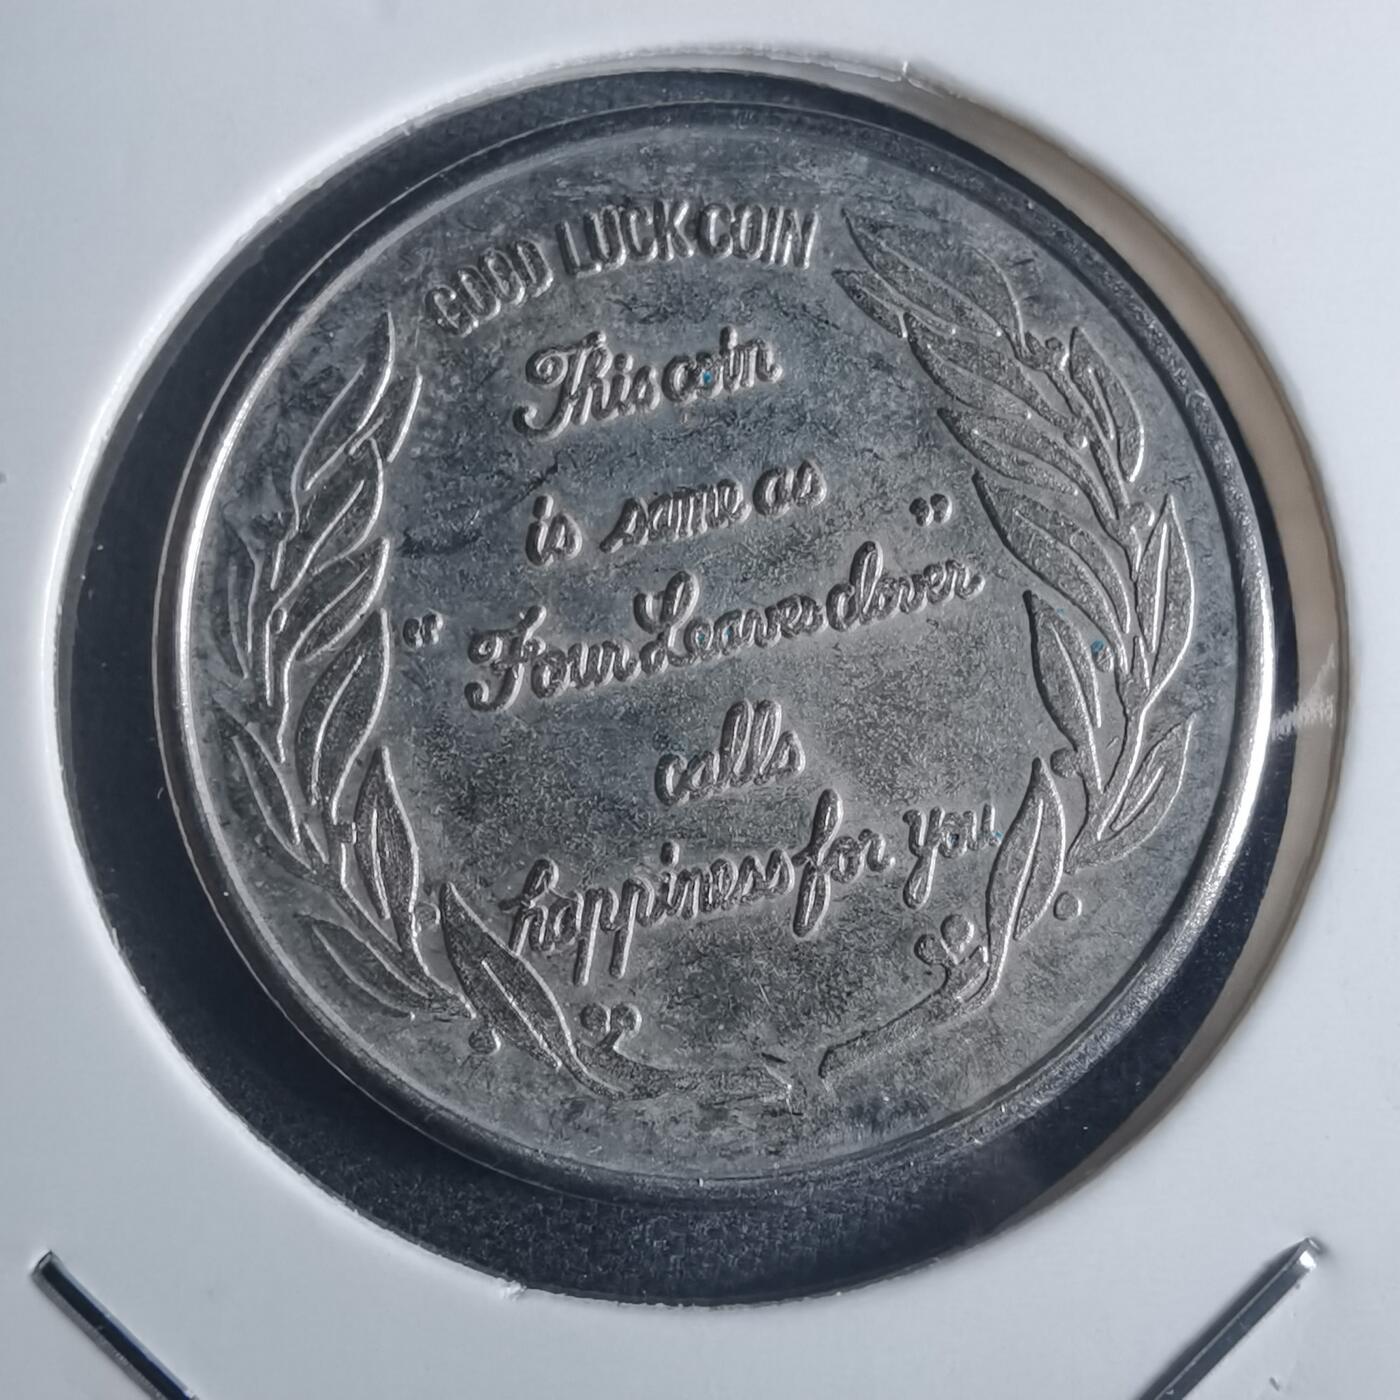 GOOD LUCK COIN
This coin
is same as
"Four Leaves clover"
calls
happiness for you